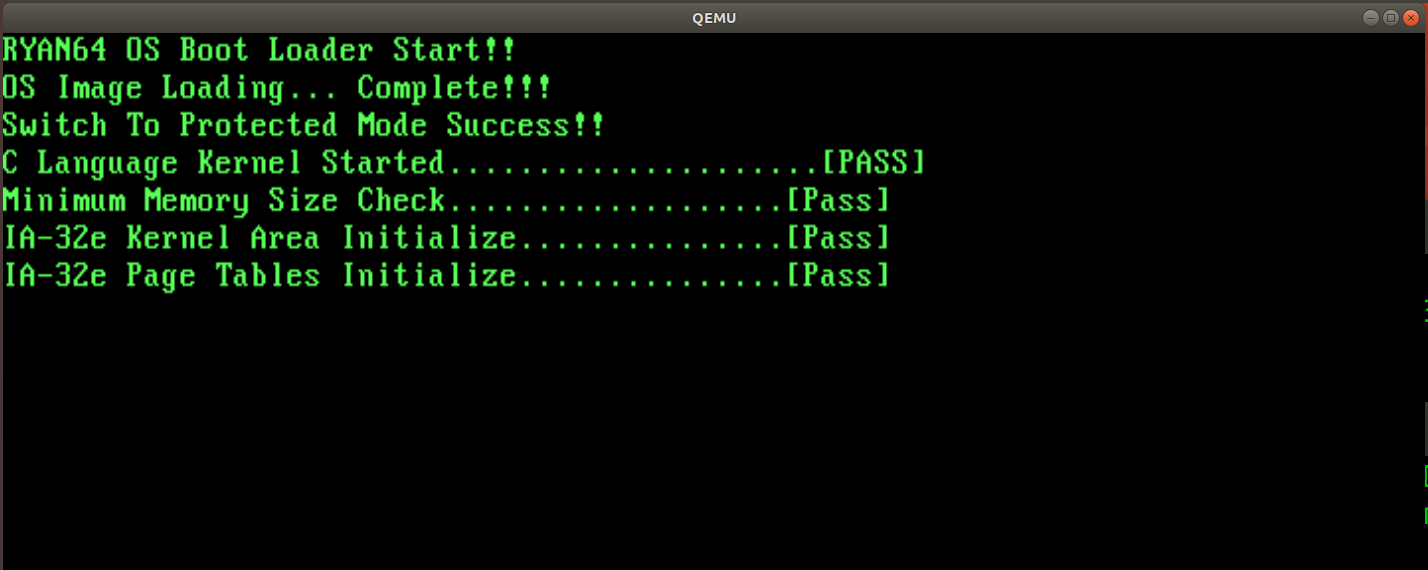 QEMU
RYAN64 OS Boot Loader Start!!
OS Image Loading... Complete!!!
Switch To Protected Mode Success!!
C Language Kernel Started.....................[PASS]
Minimum Memory Size Check...................[Pass]
IA-32e Kernel Area Initialize...............[Pass]
IA-32e Page Tables Initialize...............[Pass]